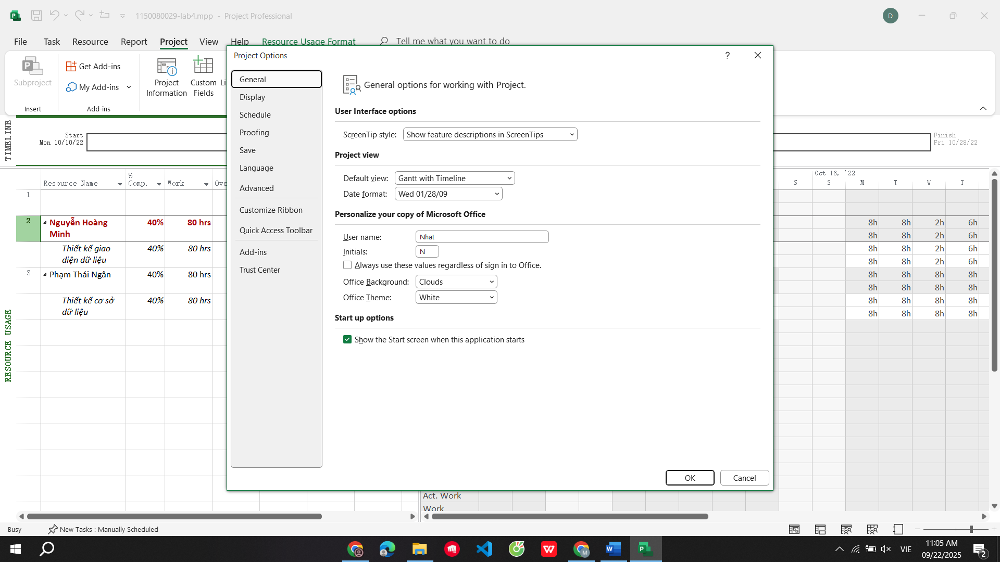 1150080029-lab4.mpp - Project Professional
D
File Task Resource Report Project View Help Resource Usage Format Tell me what you want to do
Subproject
Insert
Get Add-ins
My Add-ins
Add-ins
Project Information
Custom Fields
TIMELINE
Start
Mon 10/10/22
Finish
Fri 10/28/22
Project Options
?
General
Display
Schedule
Proofing
Save
Language
Advanced
Customize Ribbon
Quick Access Toolbar
Add-ins
Trust Center
General options for working with Project.
User Interface options
ScreenTip style: Show feature descriptions in ScreenTips
Project view
Default view: Gantt with Timeline
Date format: Wed 01/28/09
Personalize your copy of Microsoft Office
User name: Nhat
Initials: N
Always use these values regardless of sign in to Office.
Office Background: Clouds
Office Theme: White
Start up options
Show the Start screen when this application starts
OK Cancel
RESOURCE USAGE
Resource Name % Comp. Work
1
2 Nguyễn Hoàng Minh 40% 80 hrs
Thiết kế giao diện dữ liệu 40% 80 hrs
3 Phạm Thái Ngân 40% 80 hrs
Thiết kế cơ sở dữ liệu 40% 80 hrs
Oct 16, '22
S S M T W T
8h 8h 2h 6h
8h 8h 2h 6h
8h 8h 2h 6h
8h 8h 2h 6h
8h 8h 8h 8h
8h 8h 8h 8h
8h 8h 8h 8h
8h 8h 8h 8h
Act. Work
Work
Busy New Tasks : Manually Scheduled
VIE
11:05 AM
09/22/2025
2